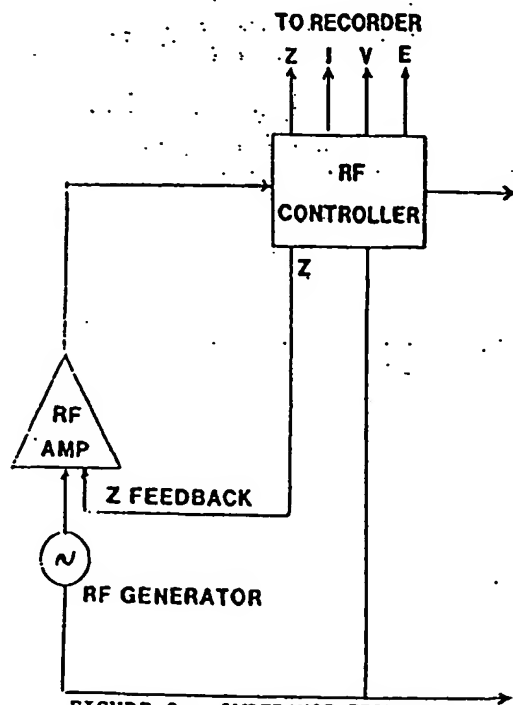 TO RECORDER
Z I V E
RF
CONTROLLER
Z
RF
AMP
Z FEEDBACK
~
RF GENERATOR